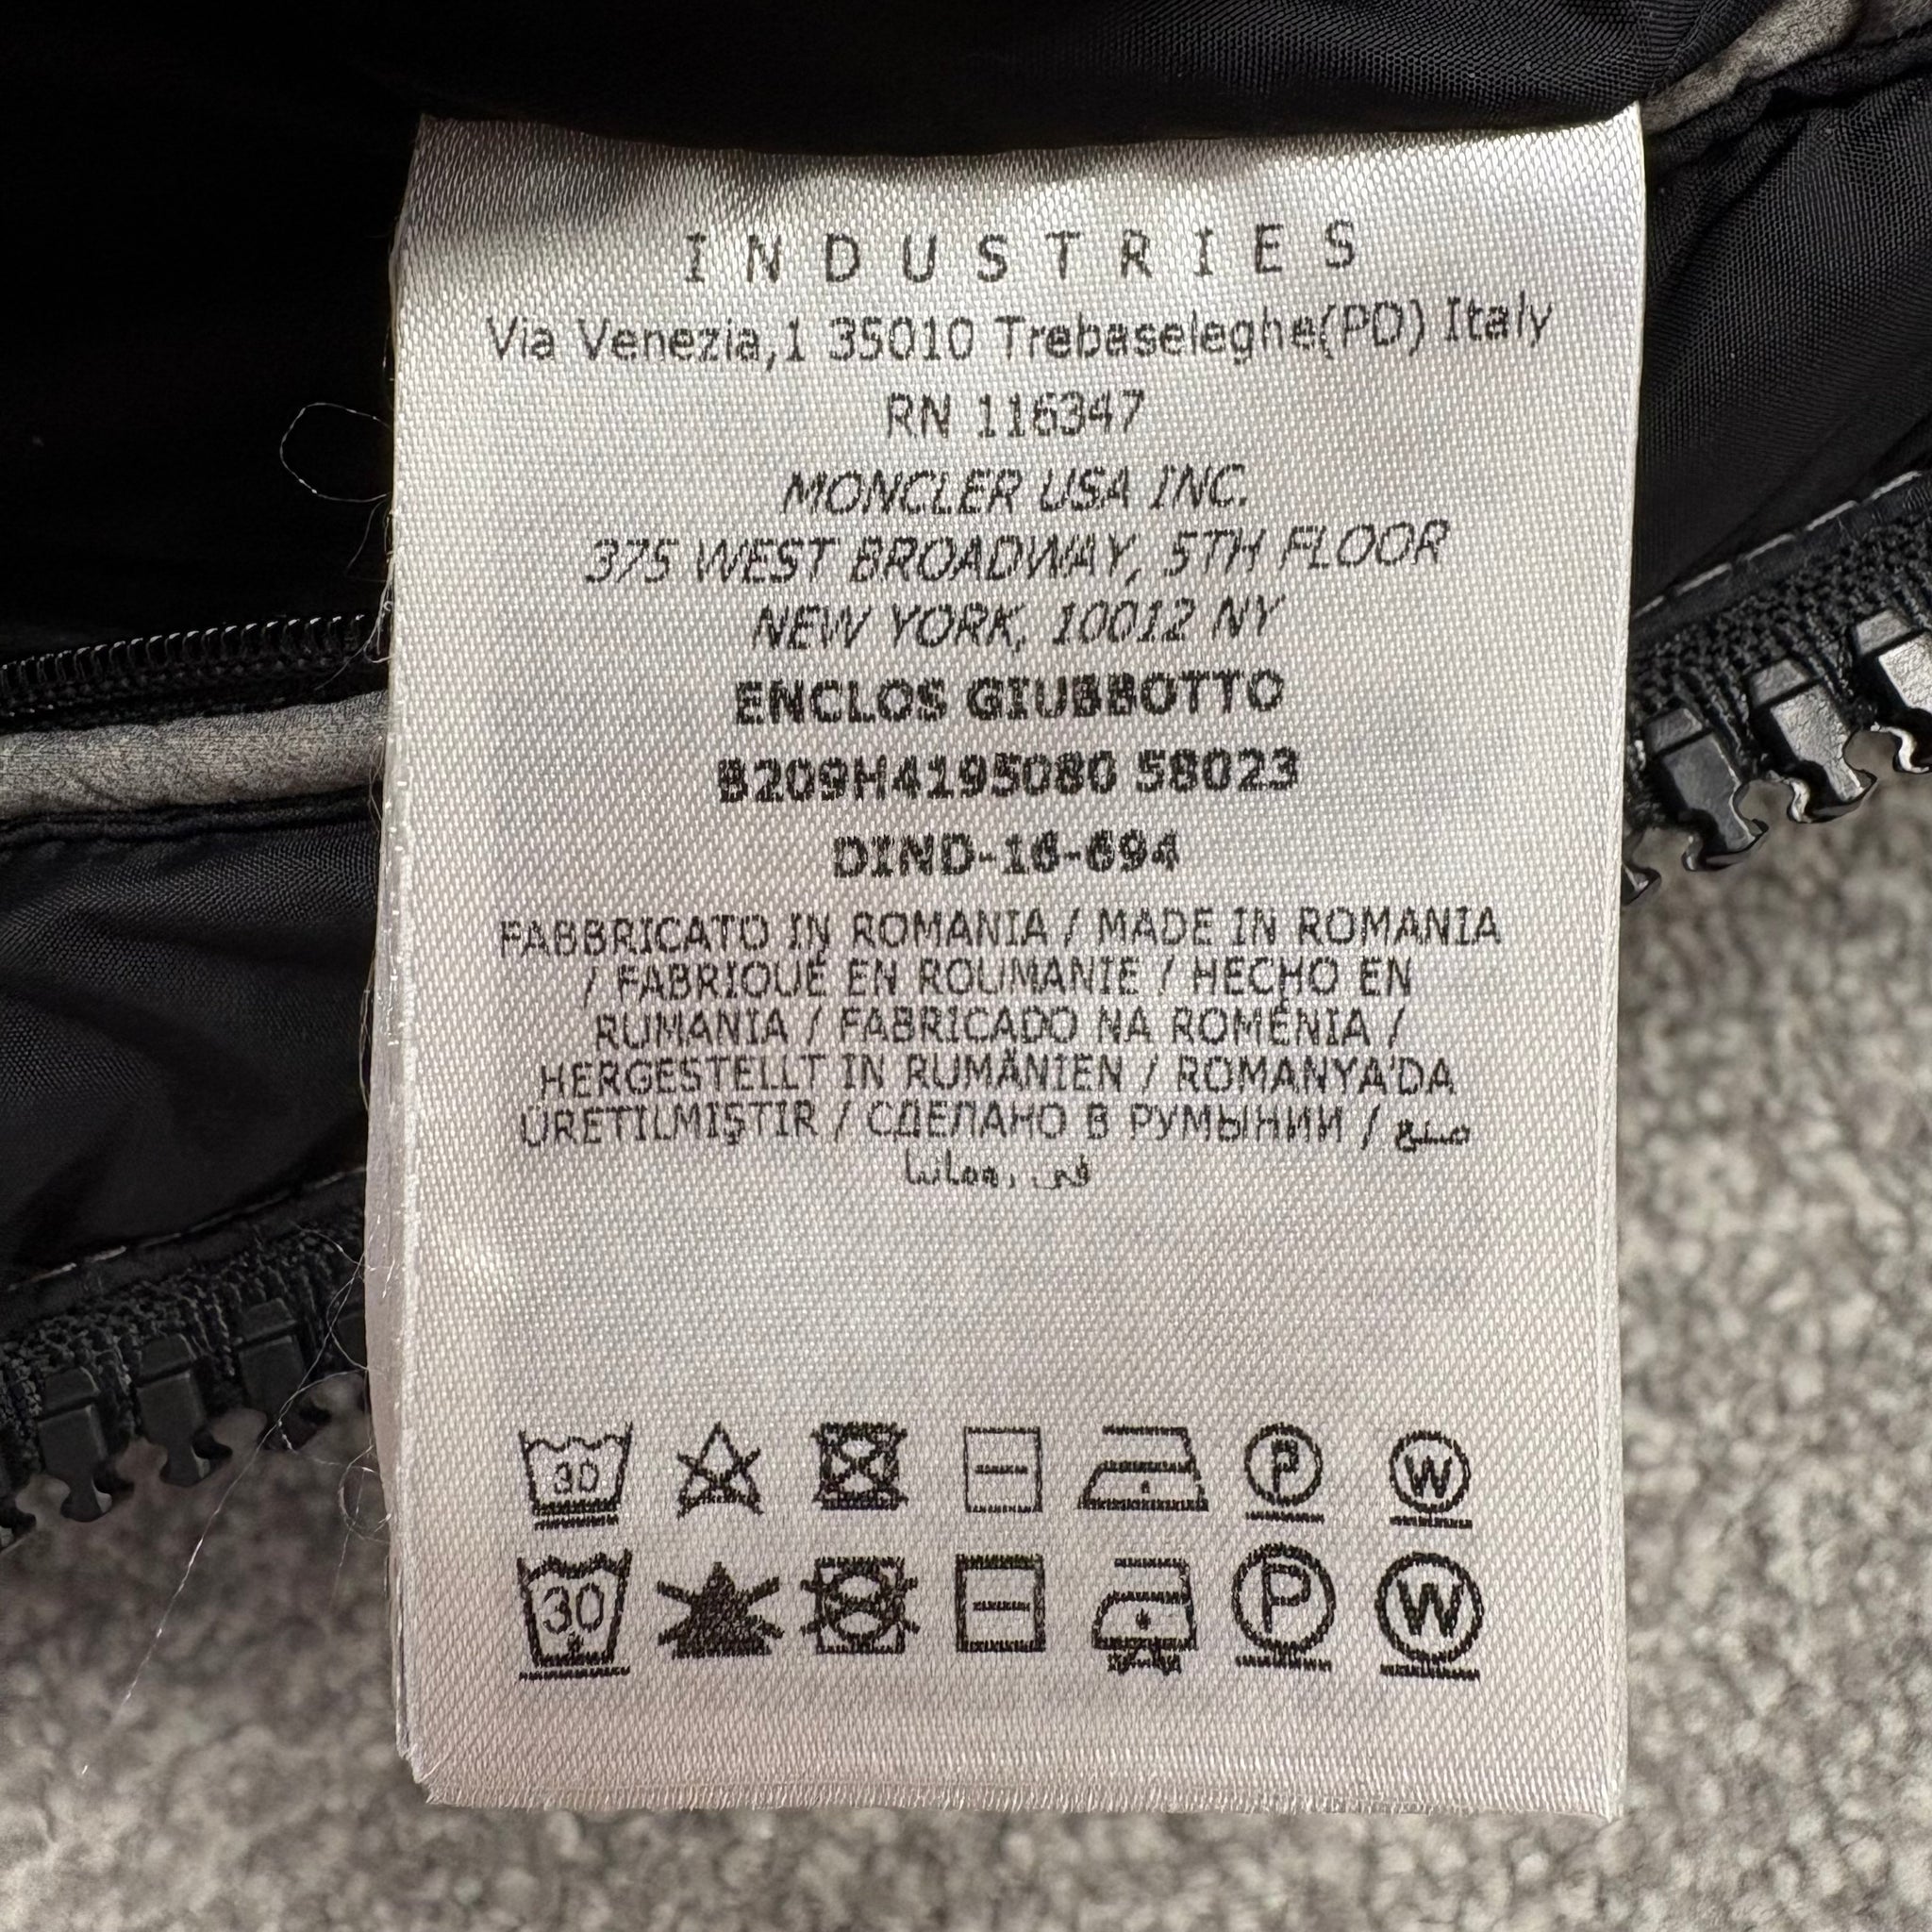 INDUSTRIES
Via Venezia,1 35010 Trebaseleghe(PD) Italy
RN 116347
MONCLER USA INC.
375 WEST BROADWAY, 5TH FLOOR
NEW YORK, 10012 NY
ENCLOS GIUBBOTTO
B209H4195080 58023
DIND-16-694
FABBRICATO IN ROMANIA / MADE IN ROMANIA
/ FABRIQUÉ EN ROUMANIE / HECHO EN
RUMANIA / FABRICADO NA ROMÉNIA /
HERGESTELLT IN RUMÄNIEN / ROMANYA'DA
ÜRETILMIŞTIR / СДЕЛАНО В РУМЫНИИ / صنع
في رومانيا
30 P W
30 P W